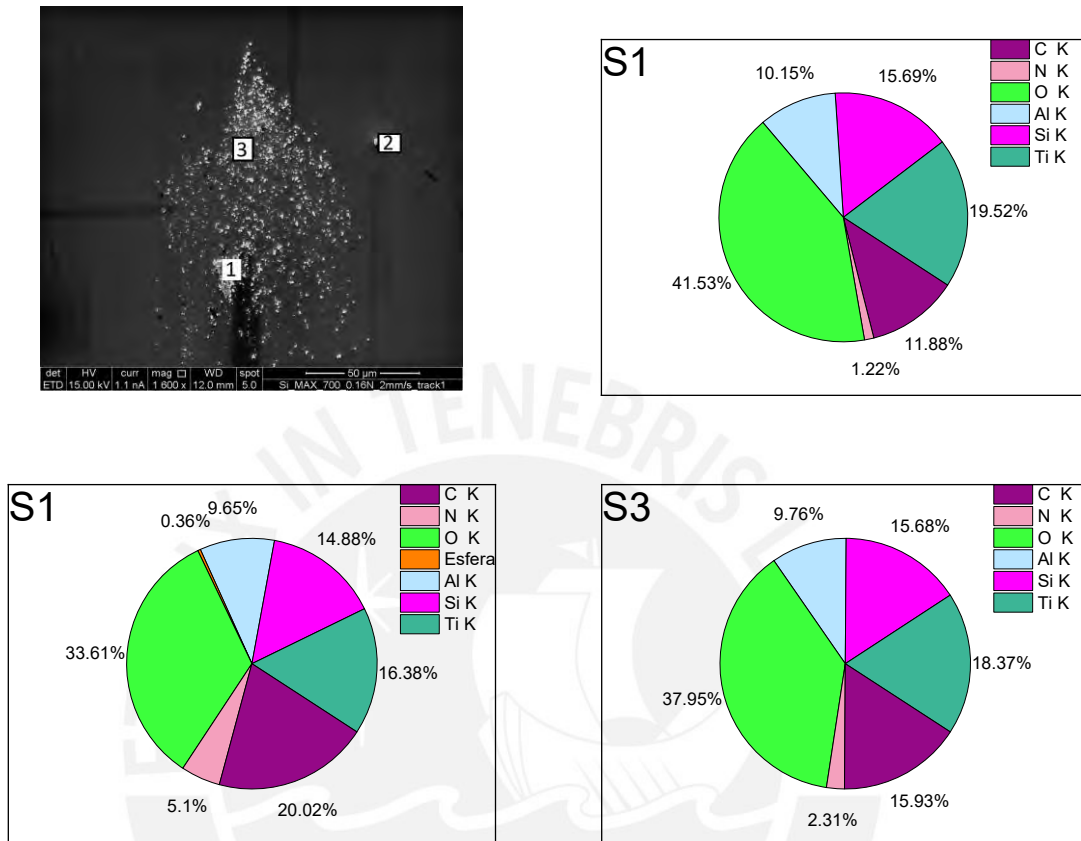 3
2
1
det HV curr mag WD spot 50 μm
ETD 15.00 kV 1.1 nA 1 600 x 12.0 mm 5.0 Si_MAX_700_0.16N_2mm/s_track1
S1
C K
N K
O K
Al K
Si K
Ti K
10.15%
15.69%
19.52%
41.53%
11.88%
1.22%
S1
C K
N K
O K
Esfera
Al K
Si K
Ti K
0.36%
9.65%
14.88%
33.61%
16.38%
5.1%
20.02%
S3
C K
N K
O K
Al K
Si K
Ti K
9.76%
15.68%
18.37%
37.95%
15.93%
2.31%
IN TENEBRIS